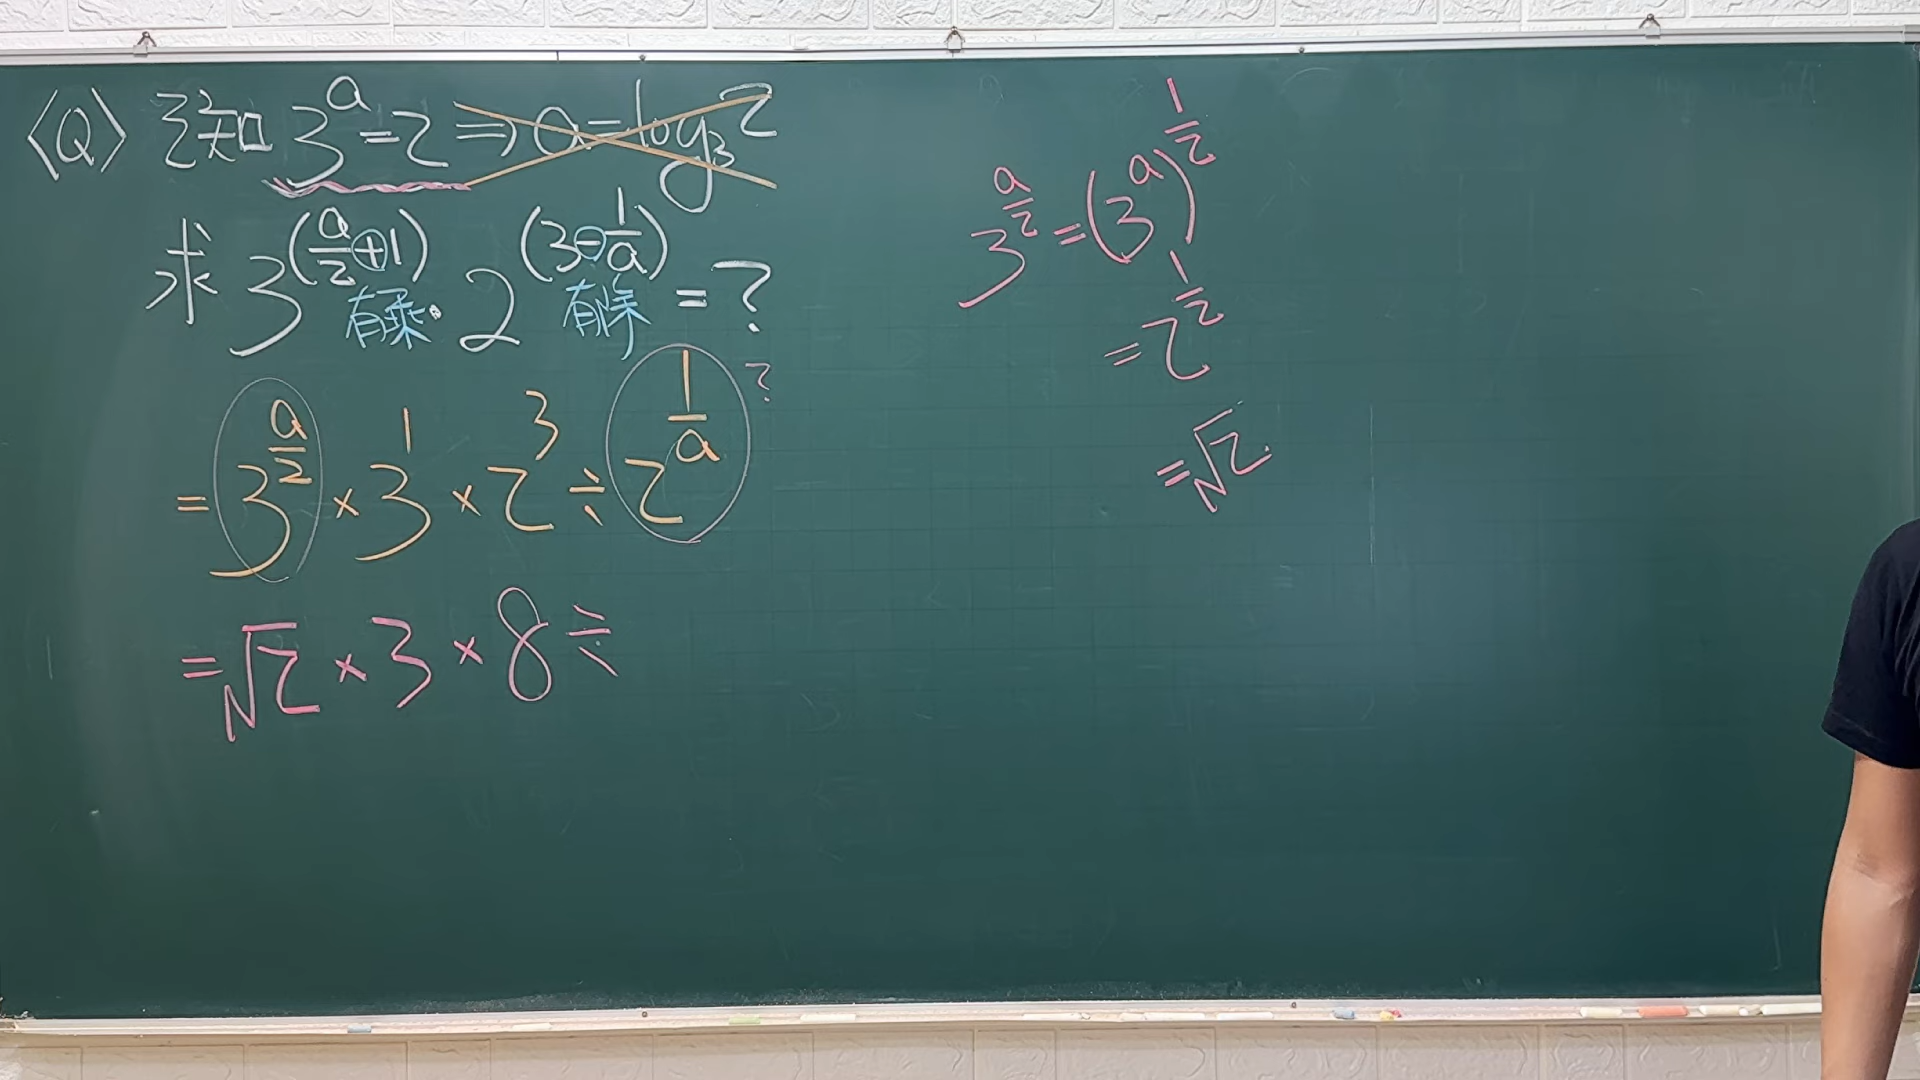 〈Q〉 已知 3^a=2 ⇒ a=log₃2
求 3^(a/2+1) · 2^(3-1/a) = ?
有乘 有除
= 3^(a/2) × 3^1 × 2^3 ÷ 2^(1/a) ?
= √2 × 3 × 8 ÷
3^(a/2) = (3^a)^(1/2)
= 2^(1/2)
= √2.